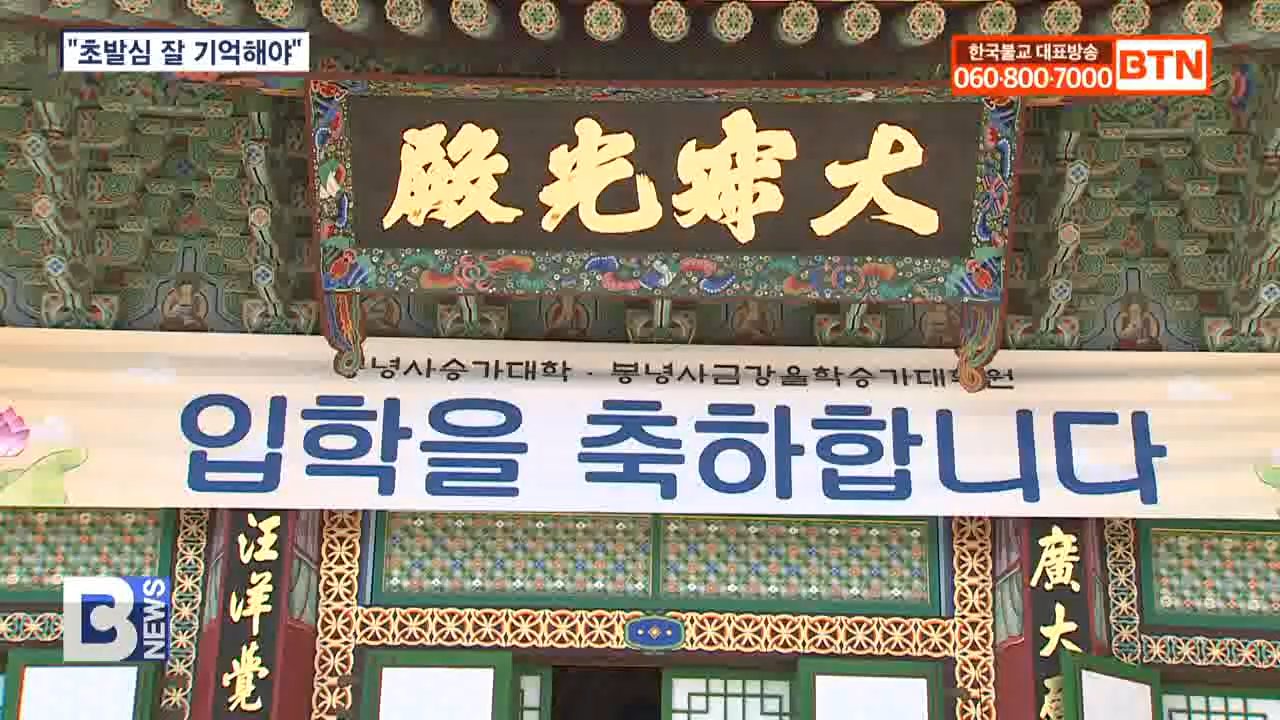 "초발심 잘 기억해야"
한국불교 대표방송
060·800·7000
BTN
殿光寂大
녕사승가대학 · 봉녕사금강율학승가대학원
입학을 축하합니다
汪洋覺
廣大
B NEWS